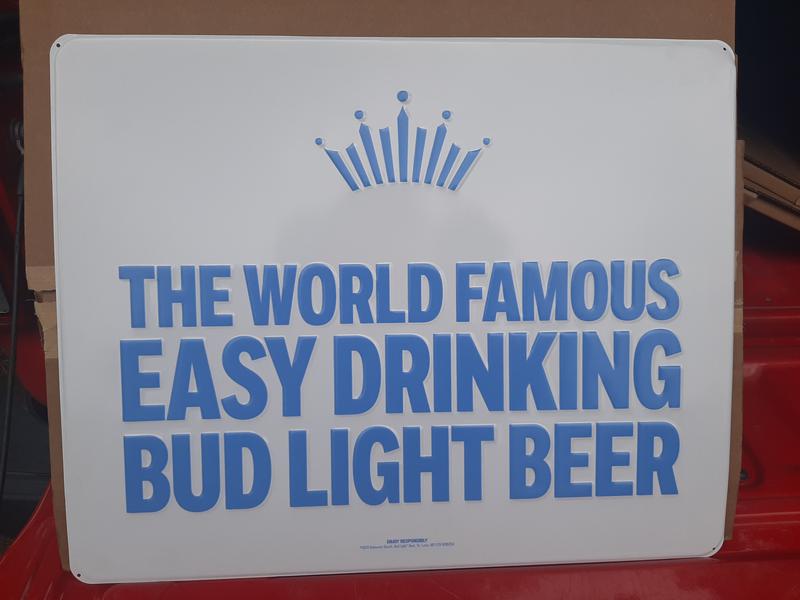 THE WORLD FAMOUS
EASY DRINKING
BUD LIGHT BEER
ENJOY RESPONSIBLY